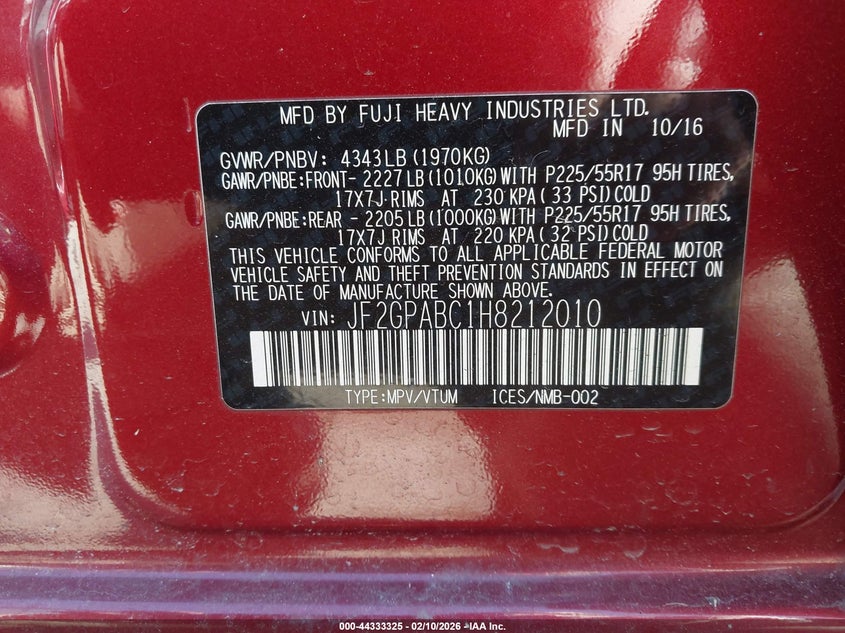 MFD BY FUJI HEAVY INDUSTRIES LTD.
MFD IN 10/16
GVWR/PNBV: 4343LB (1970KG)
GAWR/PNBE:FRONT- 2227LB (1010KG) WITH P225/55R17 95H TIRES,
17X7J RIMS AT 230 KPA( 33 PSI)COLD
GAWR/PNBE:REAR - 2205LB (1000KG) WITH P225/55R17 95H TIRES,
17X7J RIMS AT 220 KPA( 32 PSI)COLD
THIS VEHICLE CONFORMS TO ALL APPLICABLE FEDERAL MOTOR
VEHICLE SAFETY AND THEFT PREVENTION STANDARDS IN EFFECT ON
THE DATE OF MANUFACTURE SHOWN ABOVE.
VIN: JF2GPABC1H8212010
TYPE:MPV/VTUM ICES/NMB-002
000-44333325 - 02/10/2026 - IAA Inc.